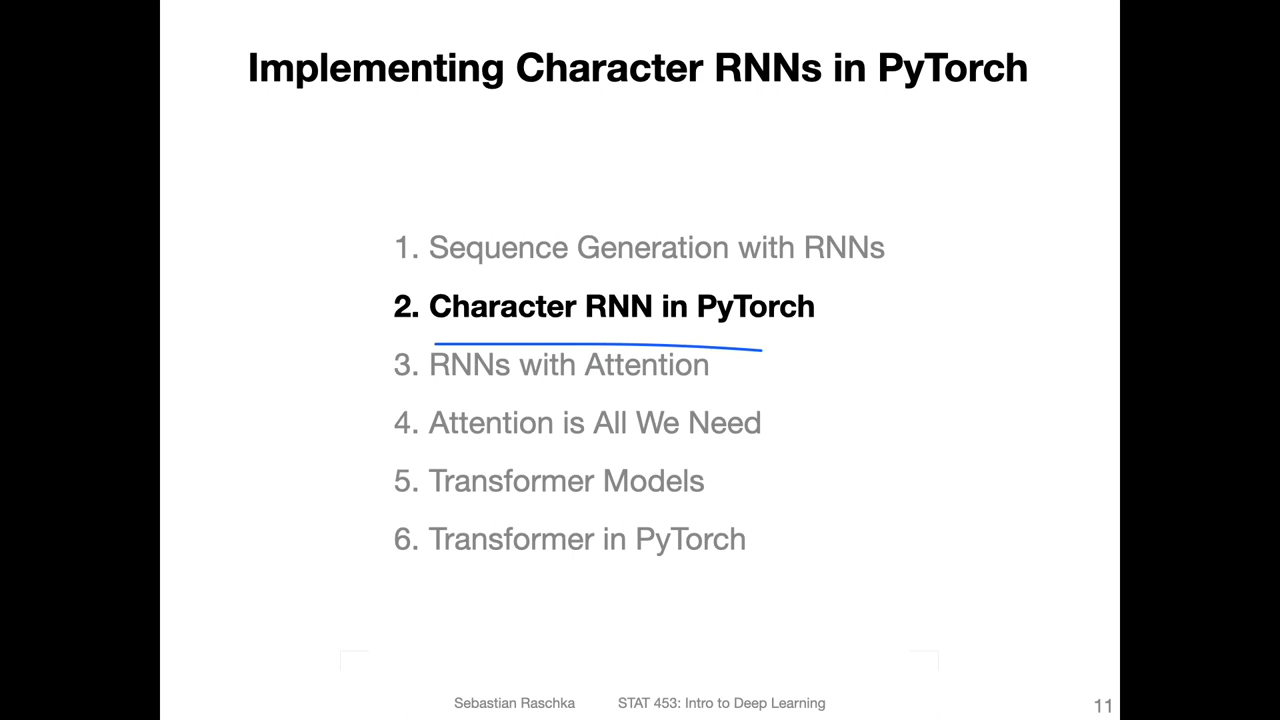 Implementing Character RNNs in PyTorch
1. Sequence Generation with RNNs
2. Character RNN in PyTorch
3. RNNs with Attention
4. Attention is All We Need
5. Transformer Models
6. Transformer in PyTorch
Sebastian Raschka STAT 453: Intro to Deep Learning 11